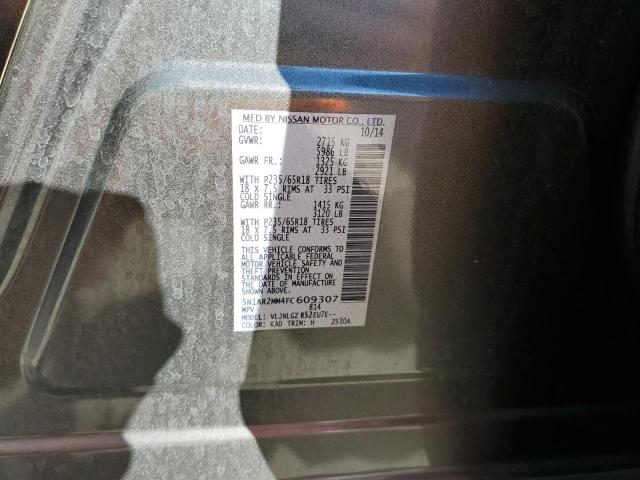 MFD BY NISSAN MOTOR CO., LTD.
DATE: 10/14
GVWR: 2715 KG
5986 LB
GAWR FR.: 1325 KG
2921 LB
WITH P235/65R18 TIRES
18 X 7.5 RIMS AT 33 PSI
COLD SINGLE
GAWR RR.: 1415 KG
3120 LB
WITH P235/65R18 TIRES
18 X 7.5 RIMS AT 33 PSI
COLD SINGLE
THIS VEHICLE CONFORMS TO
ALL APPLICABLE FEDERAL
MOTOR VEHICLE SAFETY AND
THEFT PREVENTION
STANDARDS IN EFFECT ON
THE DATE OF MANUFACTURE
SHOWN ABOVE.
5N1AR2MM4FC609307
MPV 814
MODEL: VLJNLGZ R52EU7E--
COLOR: KAD TRIM: H Z530A